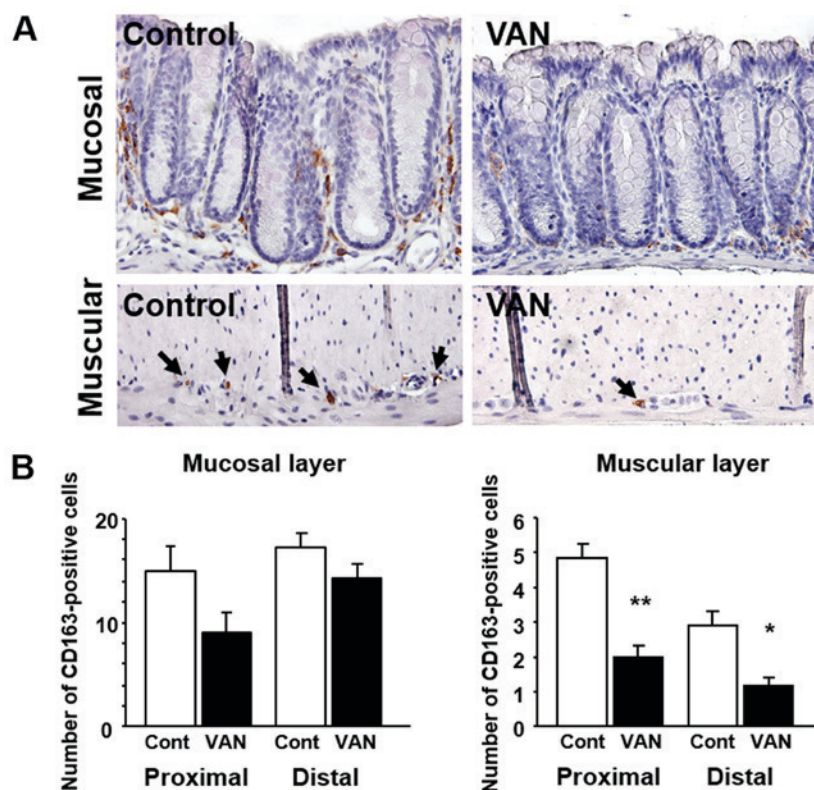 A
Control
VAN
Mucosal
Control
VAN
Muscular
B
Mucosal layer
Number of CD163-positive cells
20
10
0
Cont VAN Cont VAN
Proximal Distal
Muscular layer
Number of CD163-positive cells
6
5
4
3
2
1
0
**
*
Cont VAN Cont VAN
Proximal Distal